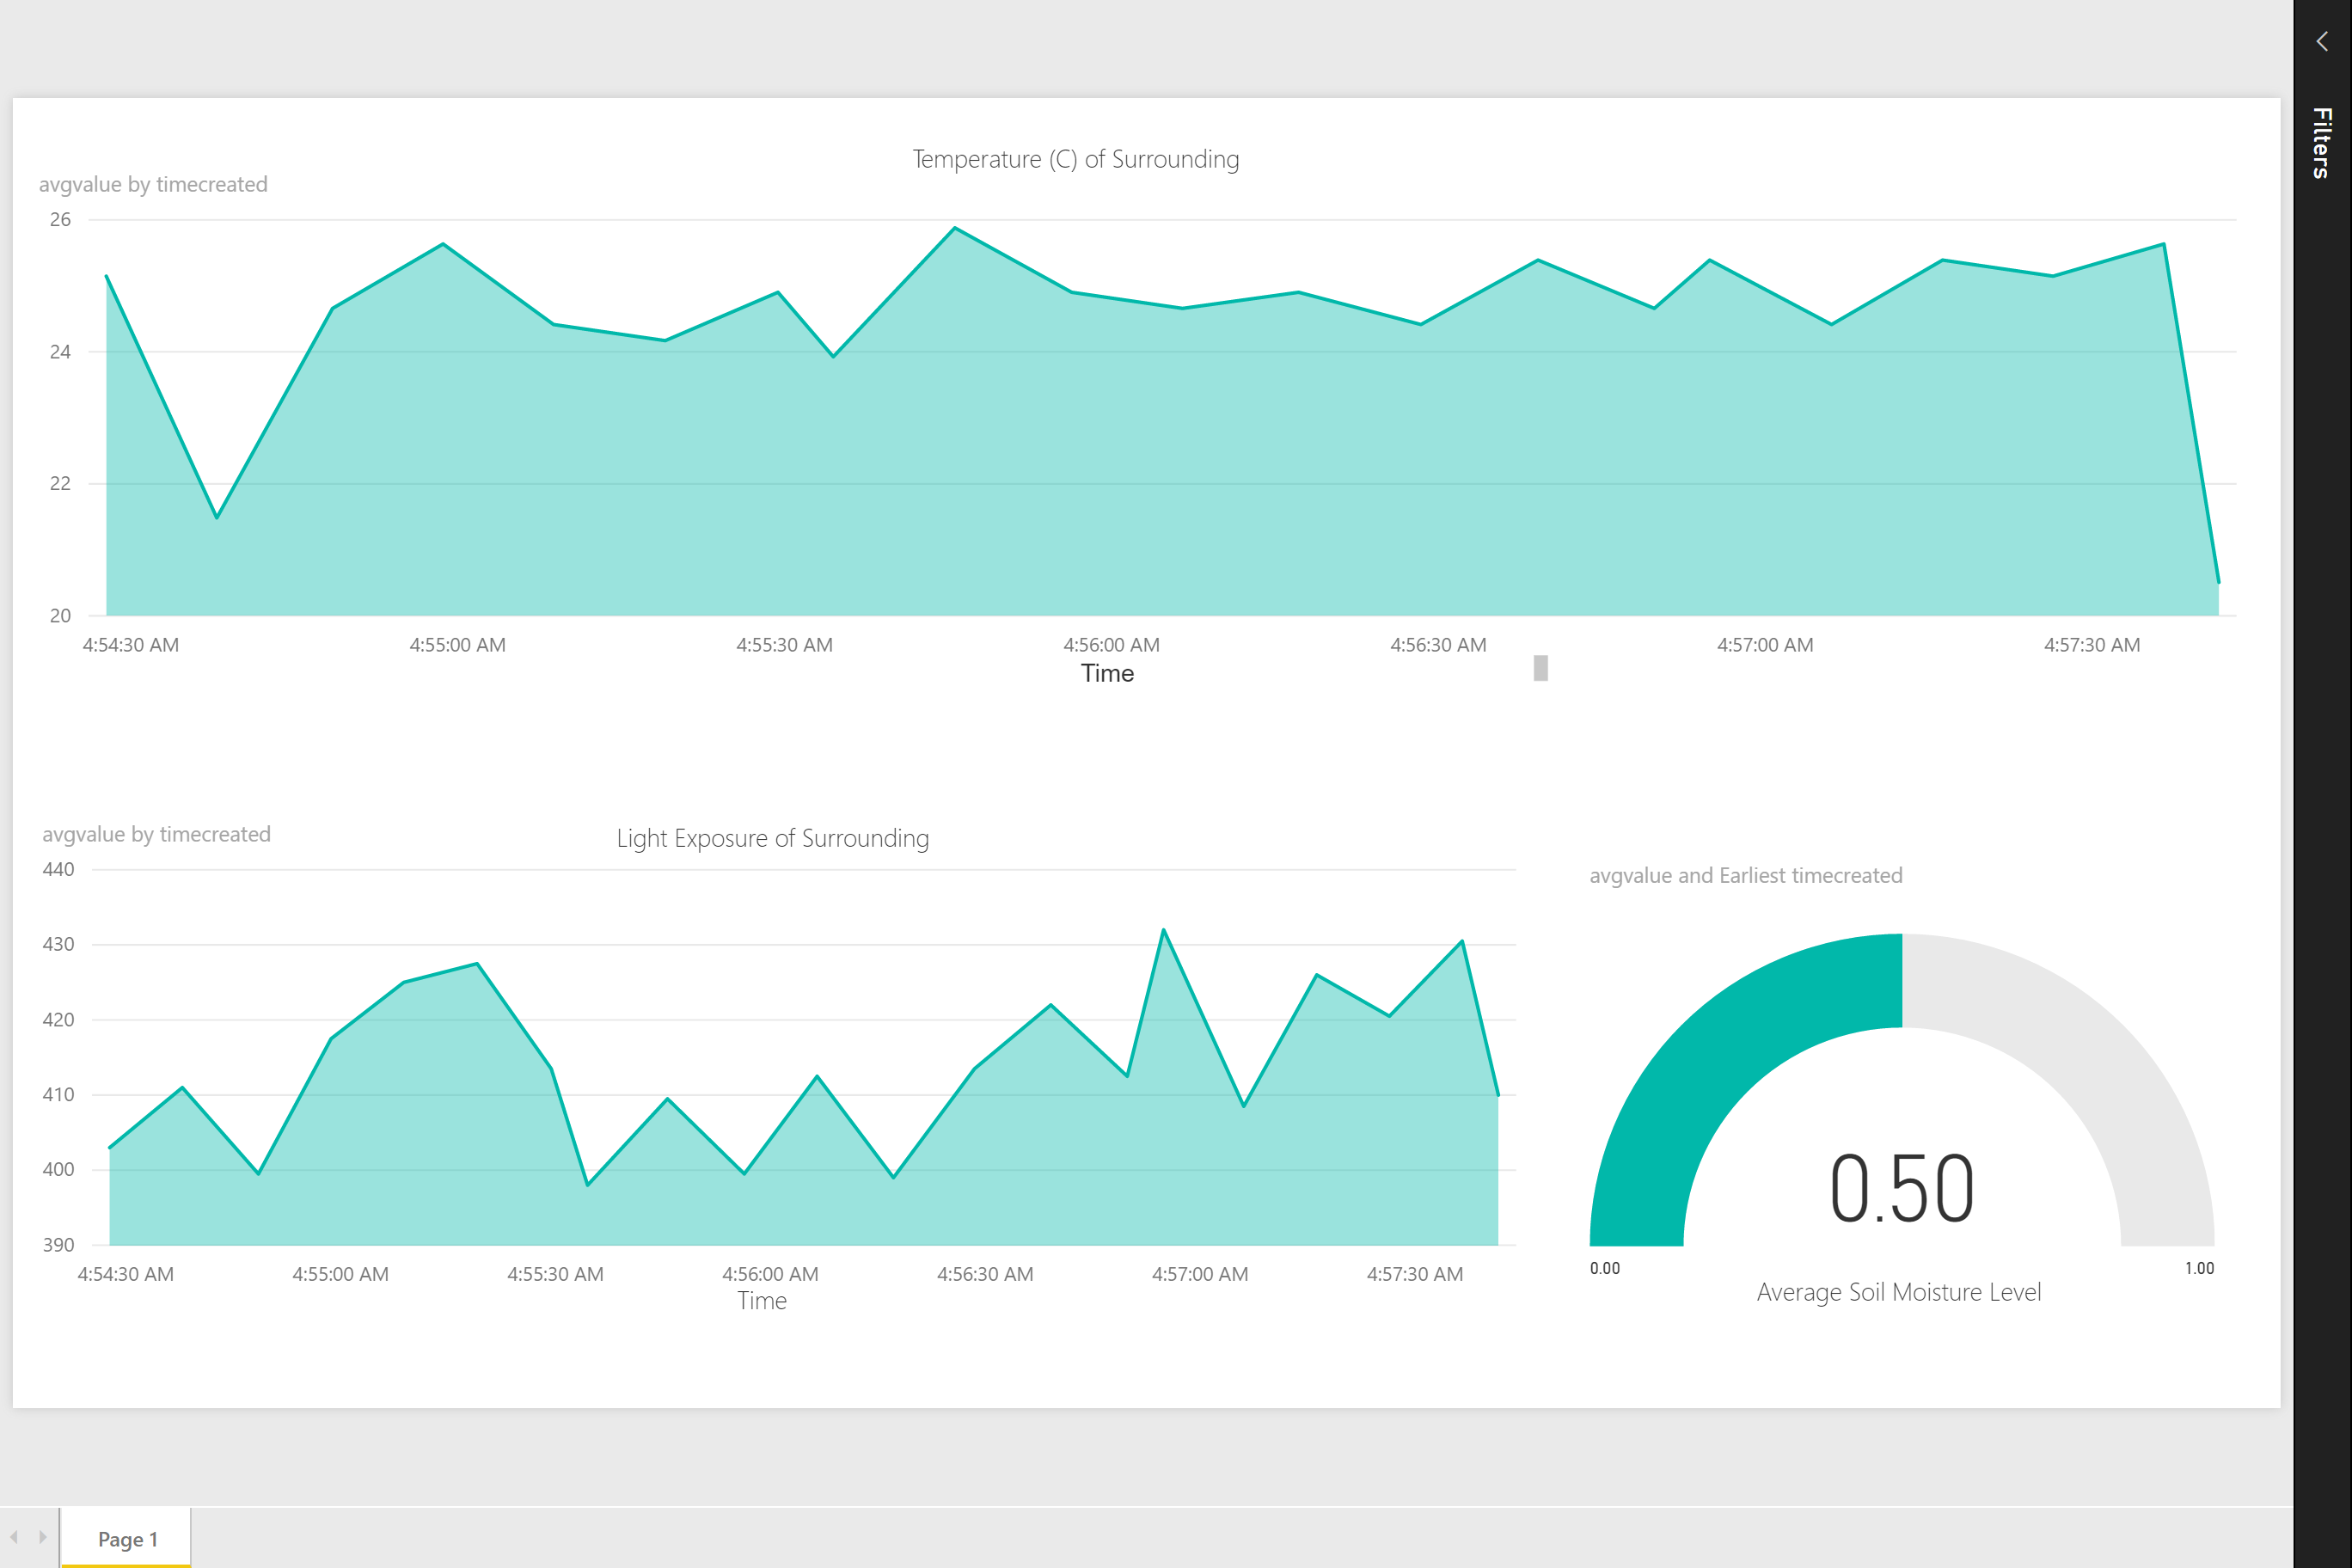 Filters
Temperature (C) of Surrounding
avgvalue by timecreated
26
24
22
20
4:54:30 AM 4:55:00 AM 4:55:30 AM 4:56:00 AM 4:56:30 AM 4:57:00 AM 4:57:30 AM
Time
avgvalue by timecreated
Light Exposure of Surrounding
440
430
420
410
400
390
4:54:30 AM 4:55:00 AM 4:55:30 AM 4:56:00 AM 4:56:30 AM 4:57:00 AM 4:57:30 AM
Time
avgvalue and Earliest timecreated
0.50
0.00 1.00
Average Soil Moisture Level
Page 1